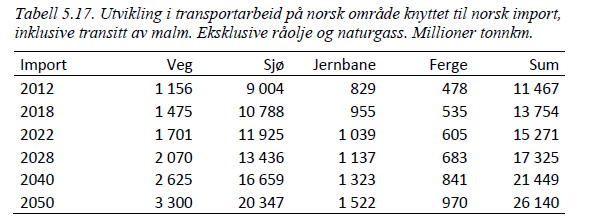 Tabell 5.17. Utvikling i transportarbeid på norsk område knyttet til norsk import,
inklusive transitt av malm. Eksklusive råolje og naturgass. Millioner tonnkm.
Import Veg Sjø Jernbane Ferge Sum
2012 1 156 9 004 829 478 11 467
2018 1 475 10 788 955 535 13 754
2022 1 701 11 925 1 039 605 15 271
2028 2 070 13 436 1 137 683 17 325
2040 2 625 16 659 1 323 841 21 449
2050 3 300 20 347 1 522 970 26 140